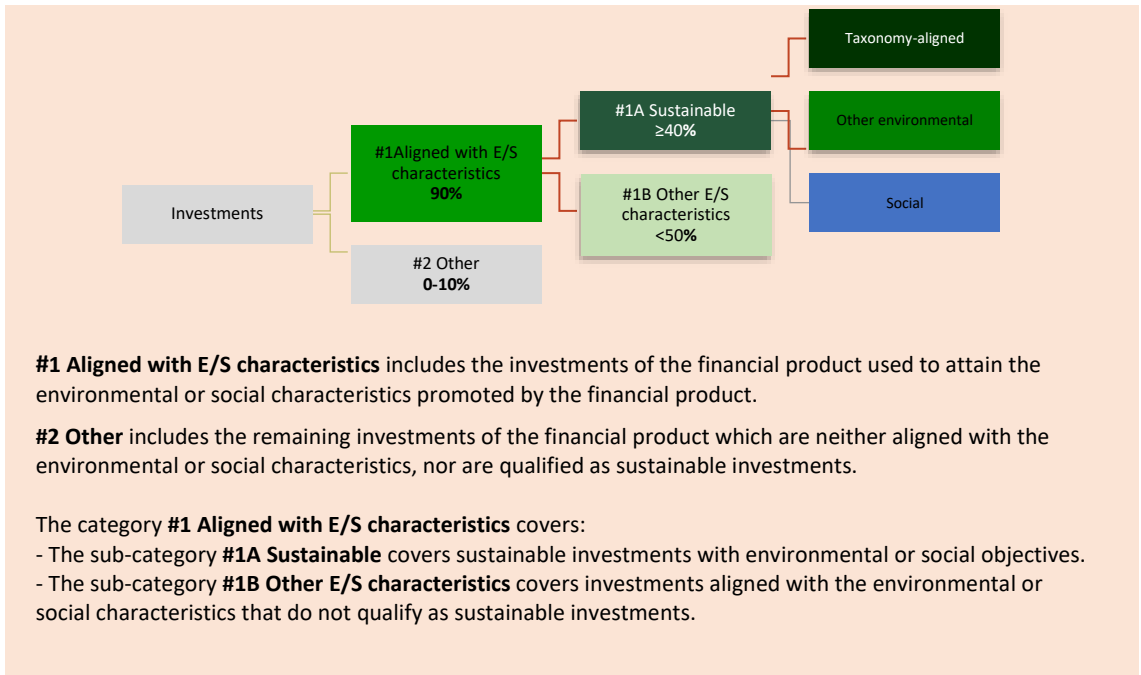 Taxonomy-aligned
#1A Sustainable
≥40%
Other environmental
#1Aligned with E/S
characteristics
90%
#1B Other E/S
characteristics
<50%
Investments
Social
#2 Other
0-10%
#1 Aligned with E/S characteristics includes the investments of the financial product used to attain the
environmental or social characteristics promoted by the financial product.
#2 Other includes the remaining investments of the financial product which are neither aligned with the
environmental or social characteristics, nor are qualified as sustainable investments.
The category #1 Aligned with E/S characteristics covers:
- The sub-category #1A Sustainable covers sustainable investments with environmental or social objectives.
- The sub-category #1B Other E/S characteristics covers investments aligned with the environmental or
social characteristics that do not qualify as sustainable investments.